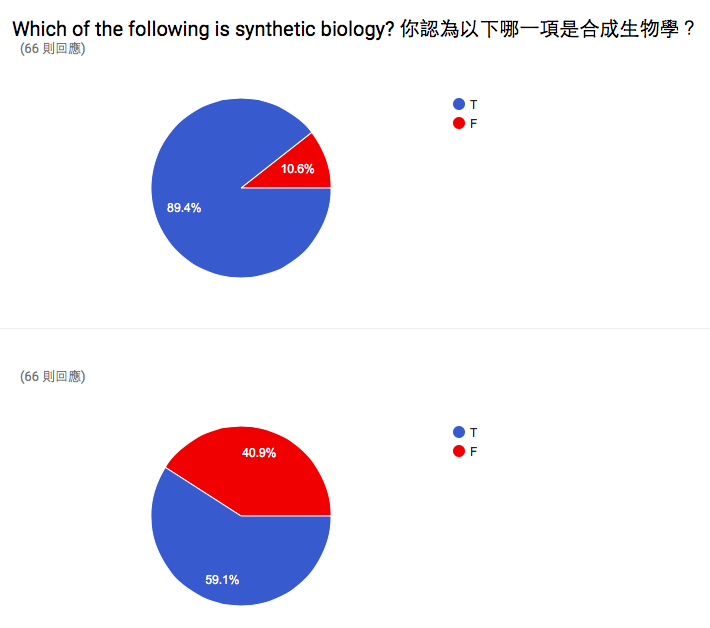 Which of the following is synthetic biology? 你認為以下哪一項是合成生物學？
(66 則回應)
T
F
10.6%
89.4%
(66 則回應)
T
F
40.9%
59.1%